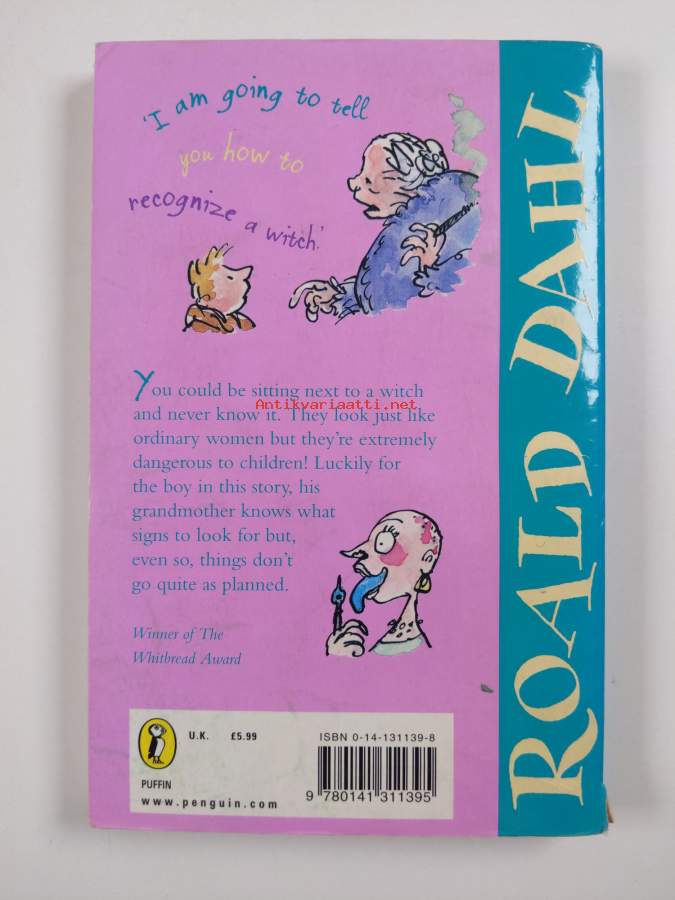 'I am going to tell
you how to
recognize a witch.'
You could be sitting next to a witch
and never know it. They look just like
Antikvariaatti.net
ordinary women but they're extremely
dangerous to children! Luckily for
the boy in this story, his
grandmother knows what
signs to look for but,
even so, things don't
go quite as planned.
Winner of The
Whitbread Award
U.K. £5.99
ISBN 0-14-131139-8
PUFFIN
www.penguin.com
9 780141 311395
ROALD DAHL